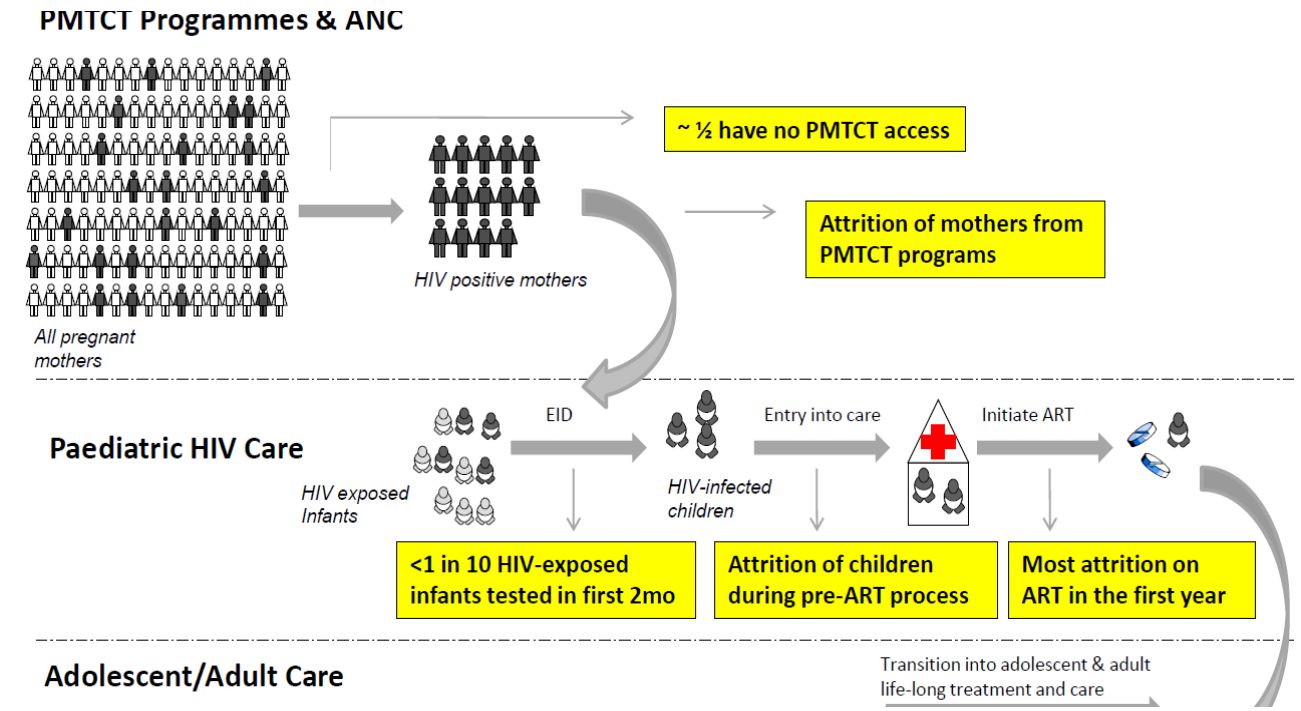 PMTCT Programmes & ANC
~ ½ have no PMTCT access
Attrition of mothers from
PMTCT programs
HIV positive mothers
All pregnant
mothers
Paediatric HIV Care
HIV exposed
Infants
EID
HIV-infected
children
Entry into care
Initiate ART
<1 in 10 HIV-exposed
infants tested in first 2mo
Attrition of children
during pre-ART process
Most attrition on
ART in the first year
Adolescent/Adult Care
Transition into adolescent & adult
life-long treatment and care